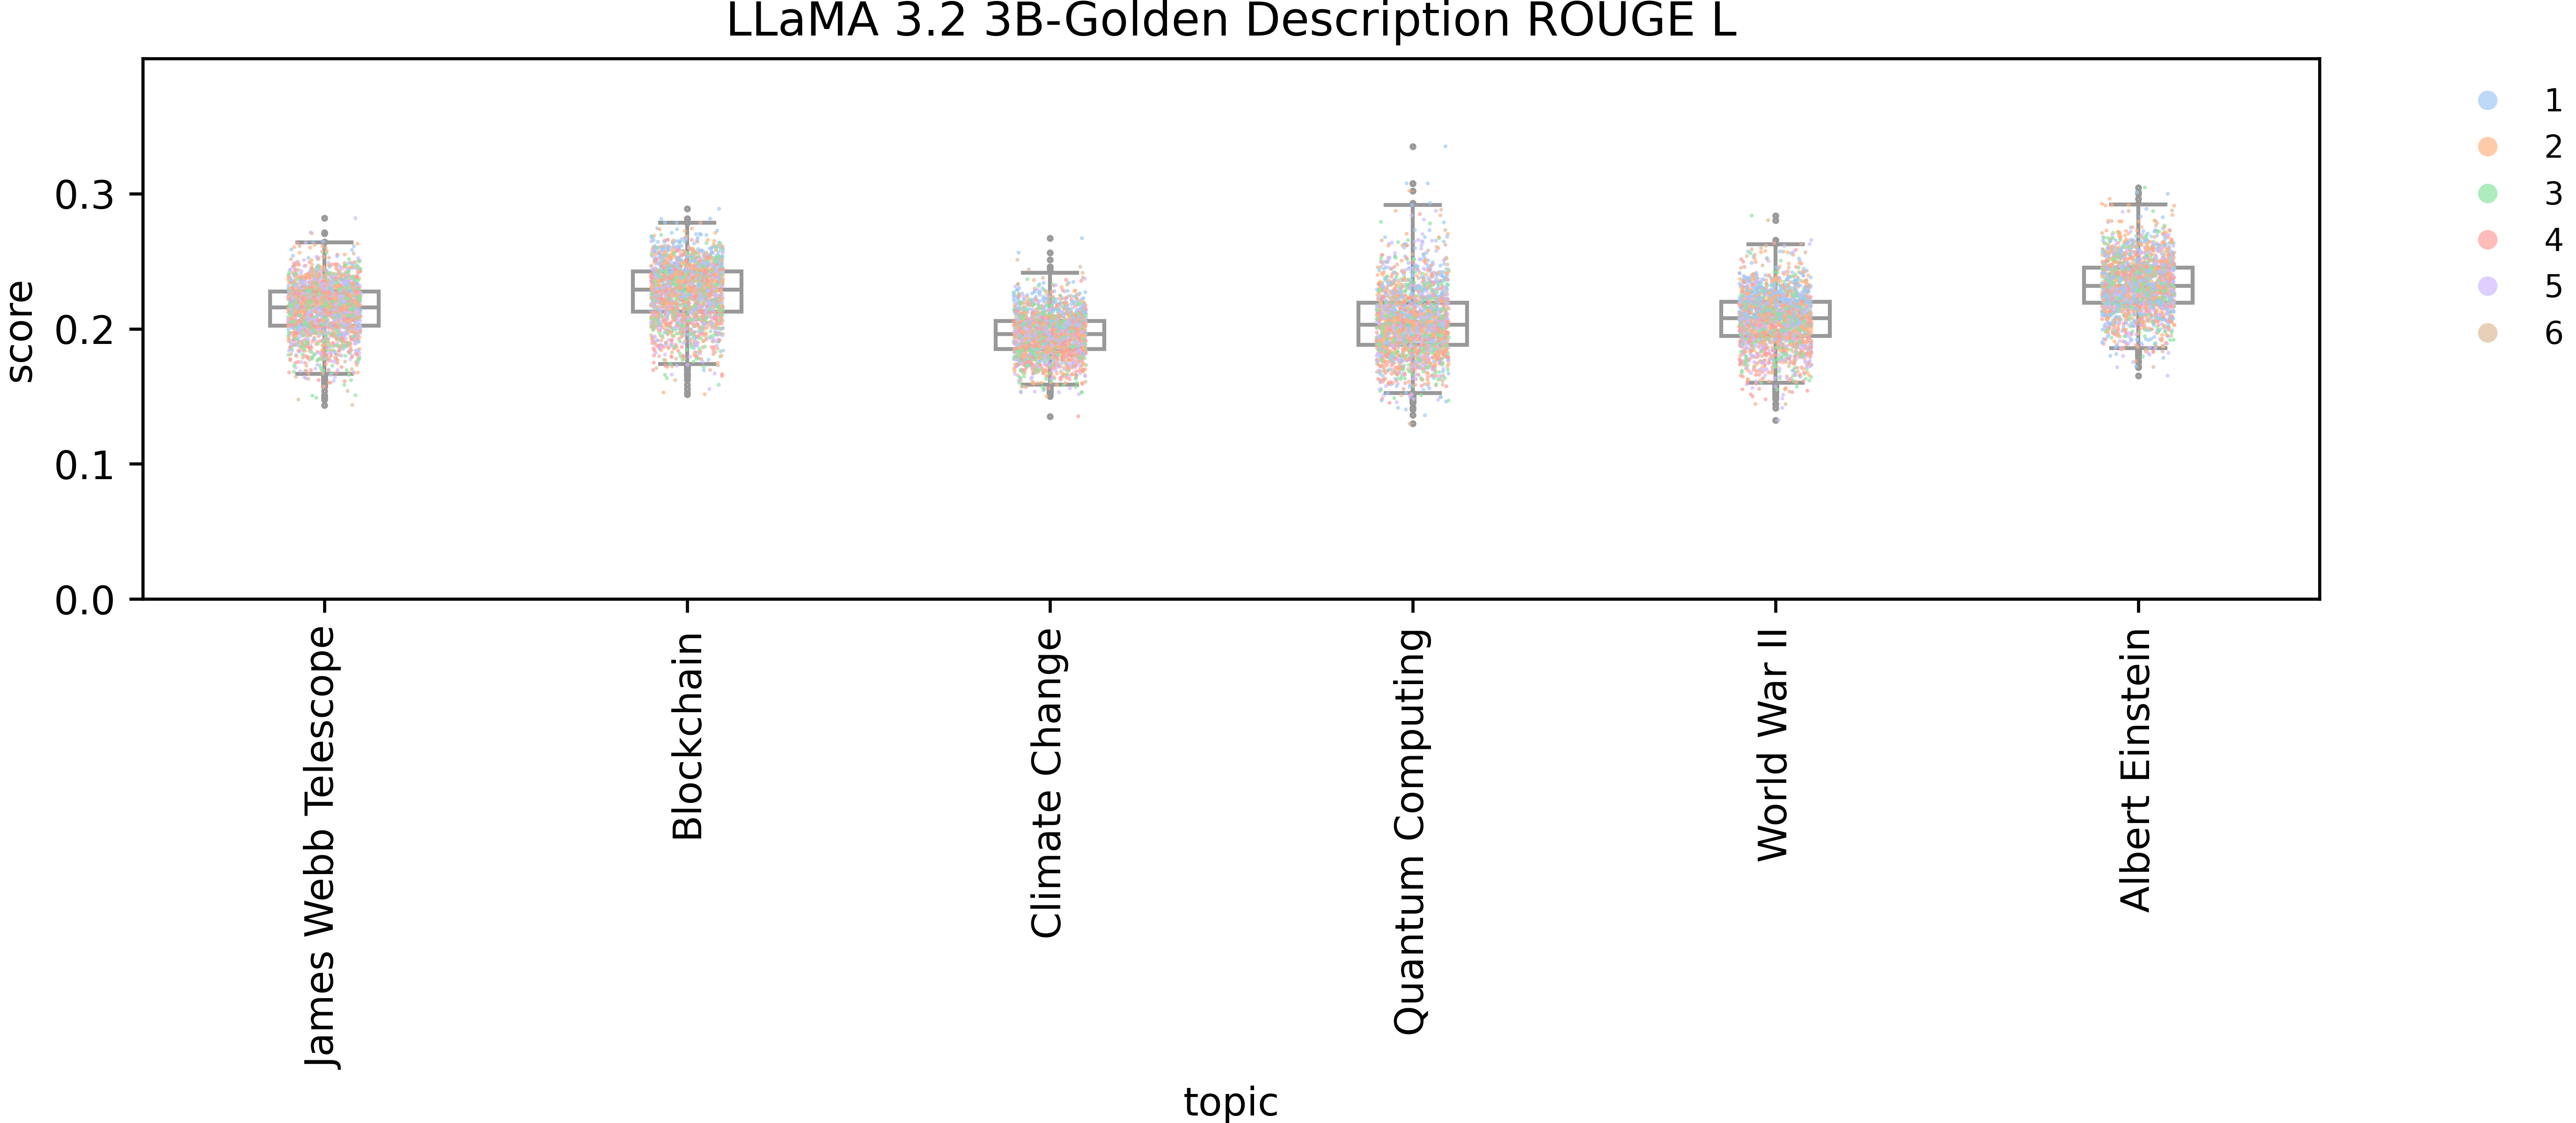 LLaMA 3.2 3B-Golden Description ROUGE L
score
0.3
0.2
0.1
0.0
1
2
3
4
5
6
James Webb Telescope
Blockchain
Climate Change
Quantum Computing
World War II
Albert Einstein
topic